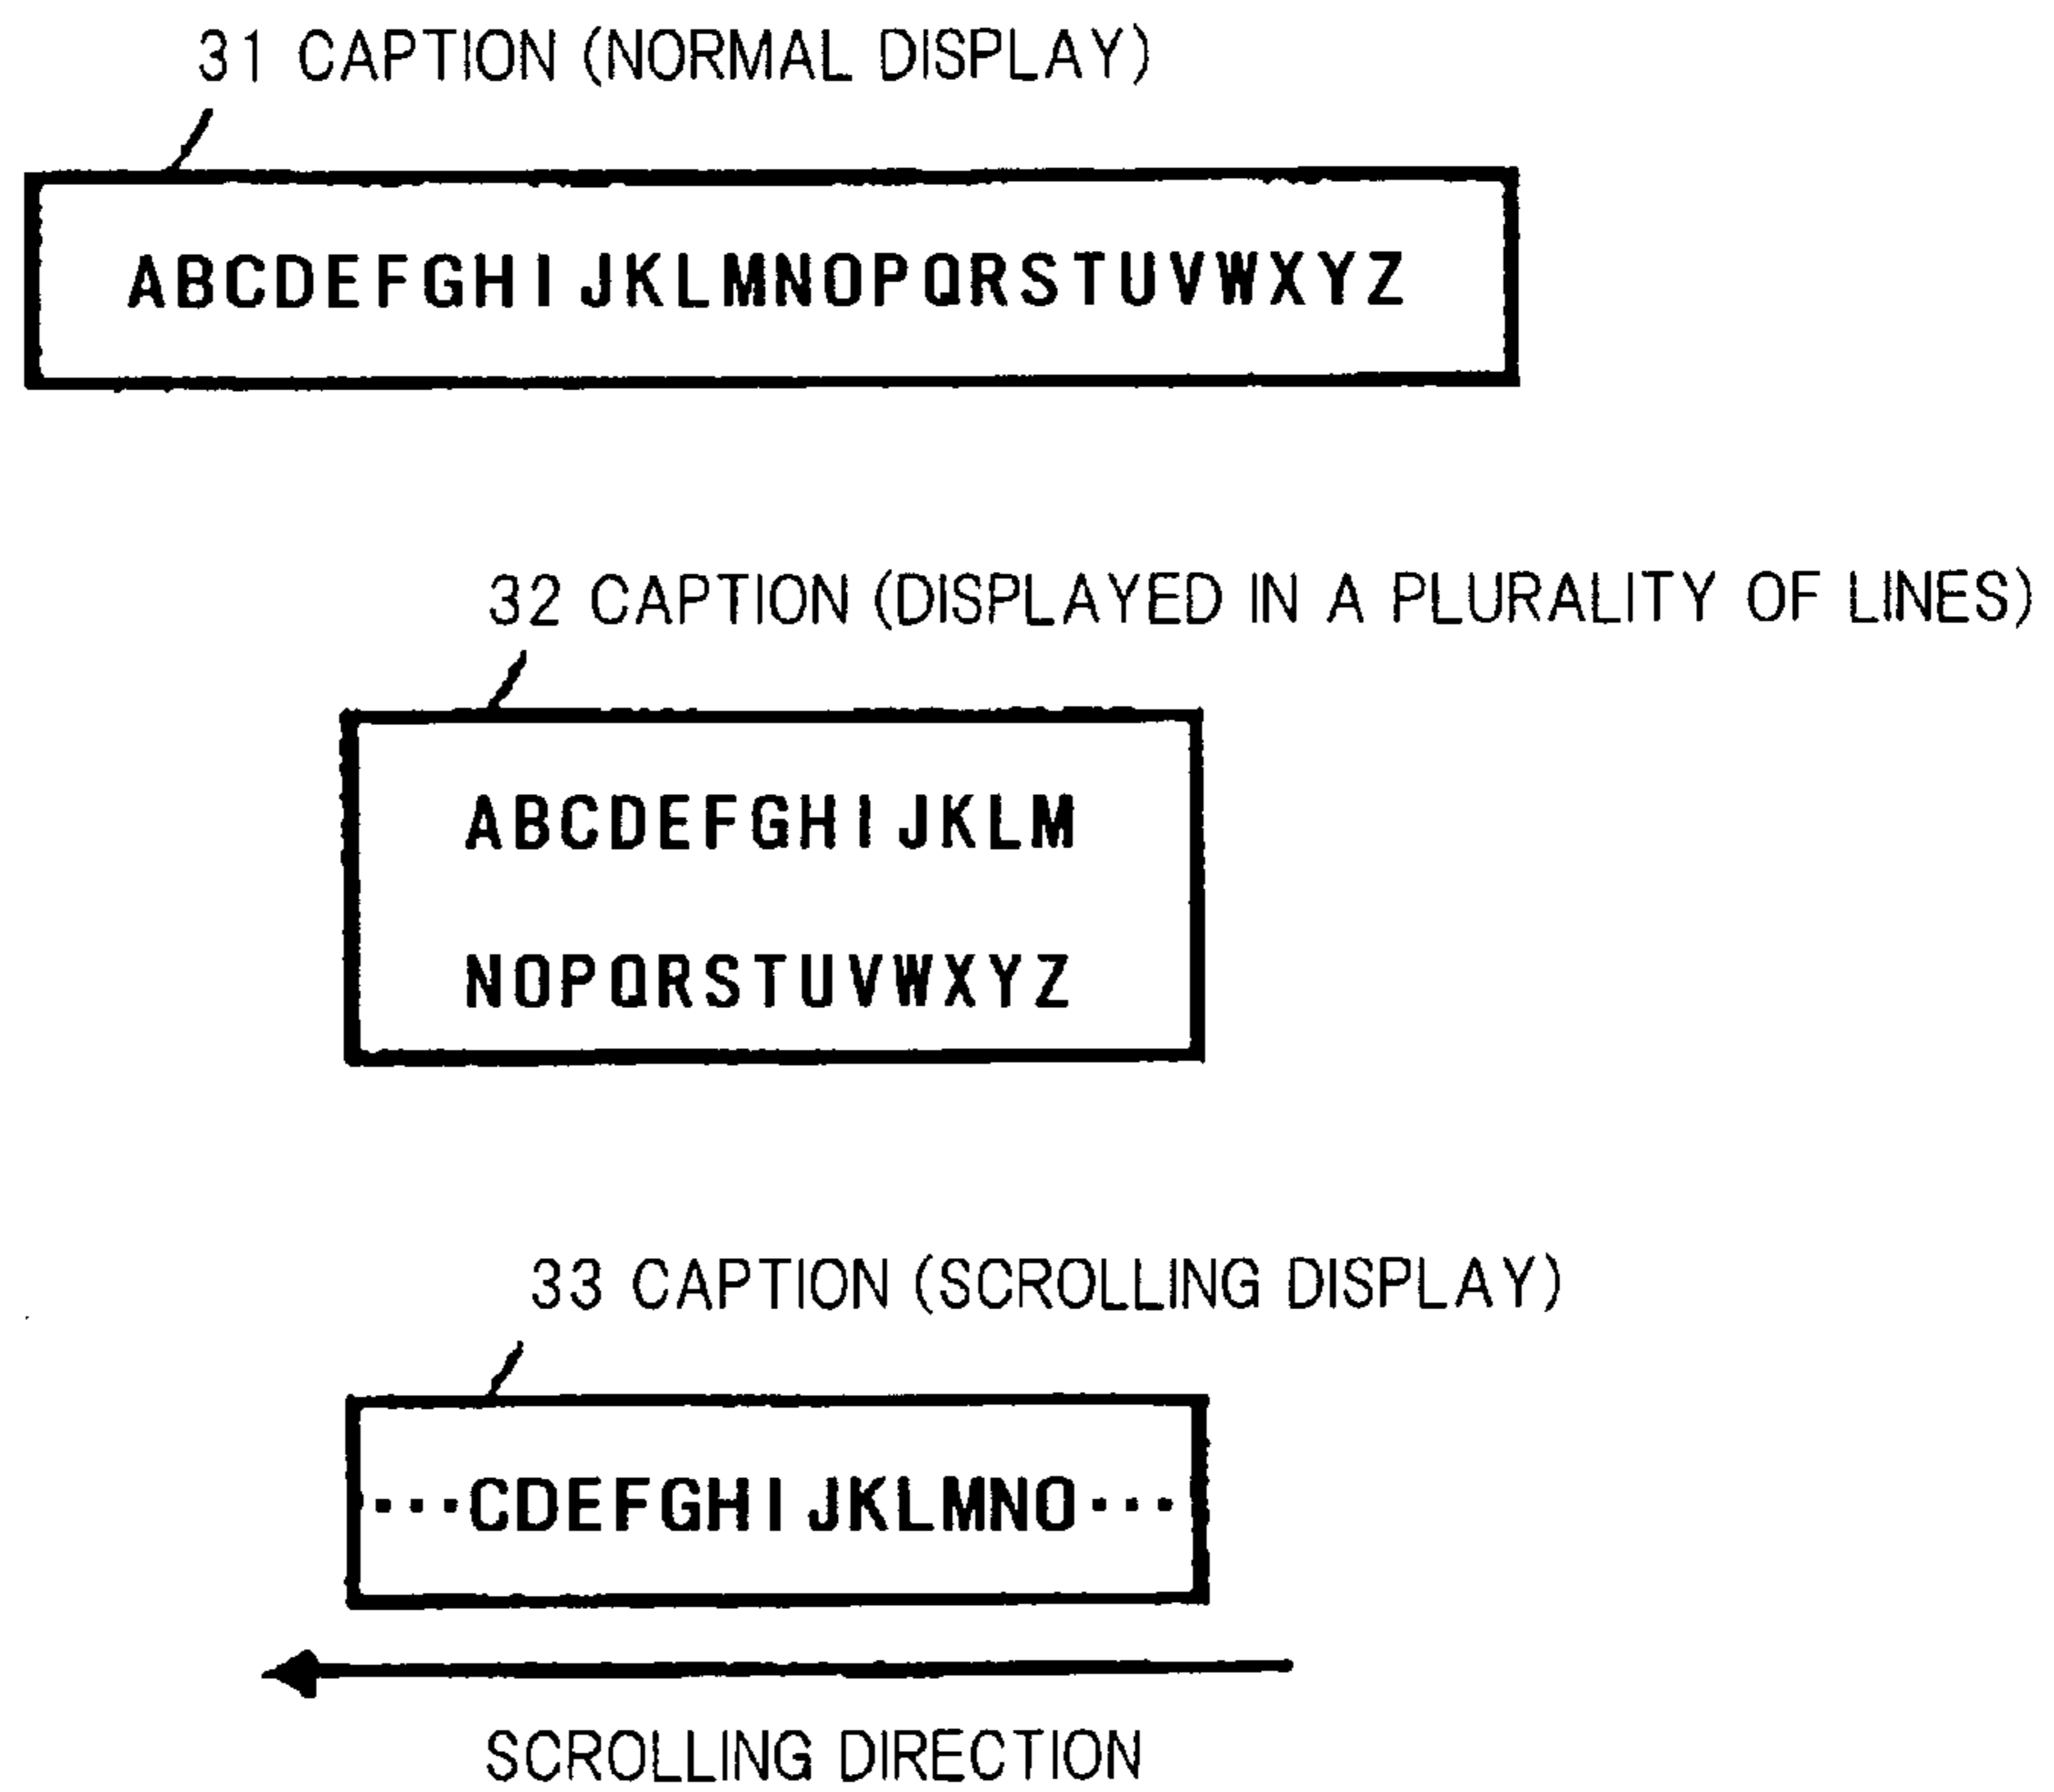 31 CAPTION (NORMAL DISPLAY)
ABCDEFGHIJKLMNOPQRSTUVWXYZ
32 CAPTION (DISPLAYED IN A PLURALITY OF LINES)
ABCDEFGHIJKLM
NOPQRSTUVWXYZ
33 CAPTION (SCROLLING DISPLAY)
···CDEFGHIJKLMNO···
SCROLLING DIRECTION